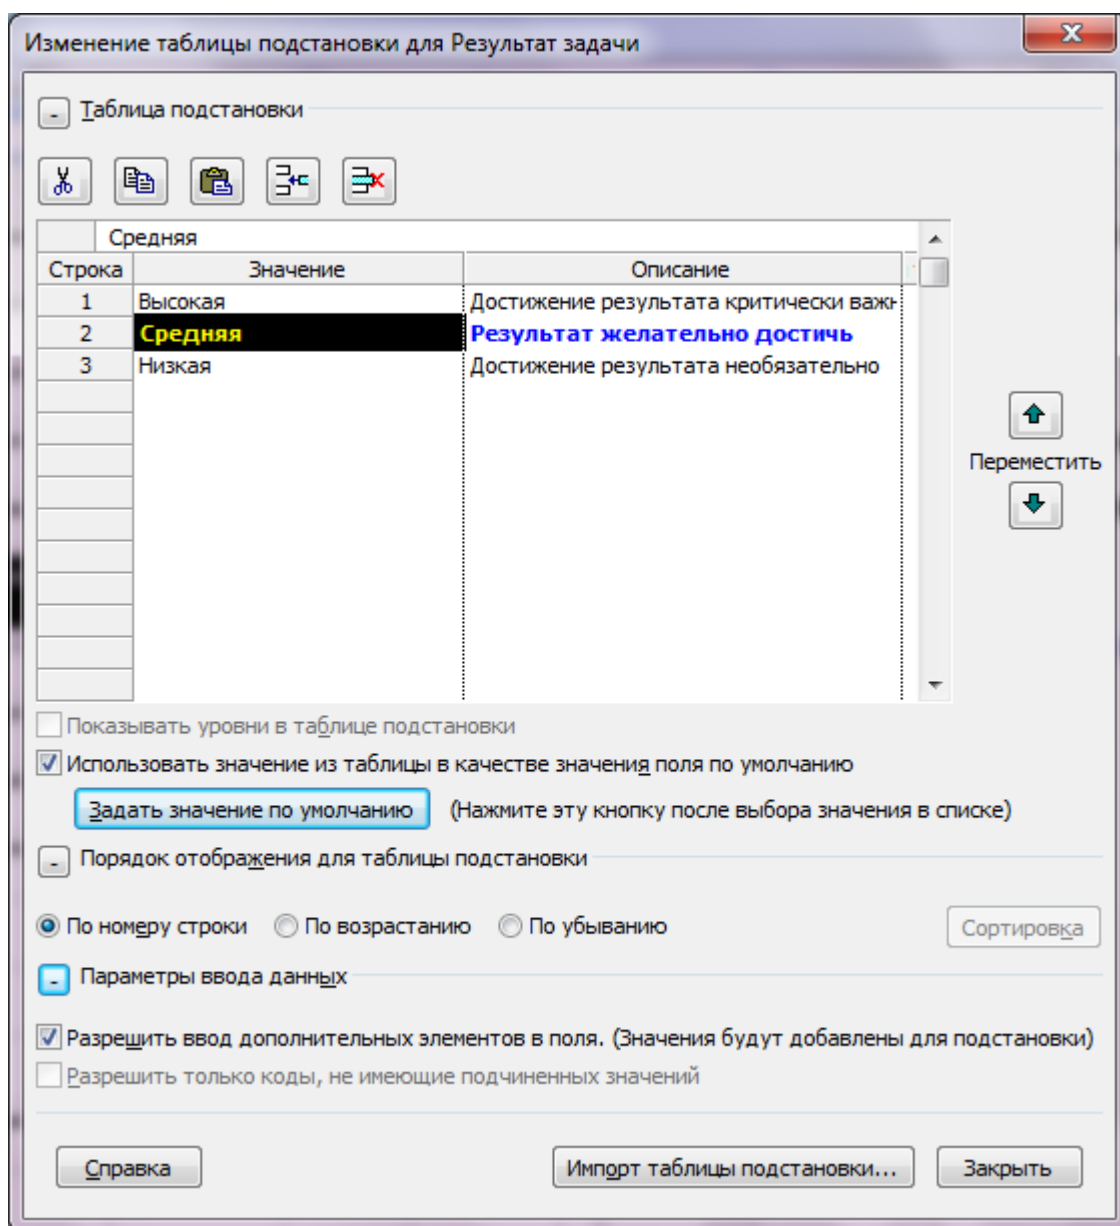 Изменение таблицы подстановки для Результат задачи
Таблица подстановки
Средняя
Строка Значение Описание
1 Высокая Достижение результата критически
2 Средняя Результат желательно достичь
3 Низкая Достижение результата необязательно
Переместить
Показывать уровни в таблице подстановки
Использовать значение из таблицы в качестве значения поля по умолчанию
Задать значение по умолчанию (Нажмите эту кнопку после выбора значения в списке)
Порядок отображения для таблицы подстановки
По номеру строки По возрастанию По убыванию Сортировка
Параметры ввода данных
Разрешить ввод дополнительных элементов в поля. (Значения будут добавлены для подстановки)
Разрешить только коды, не имеющие подчиненных значений
Справка Импорт таблицы подстановки... Закрыть